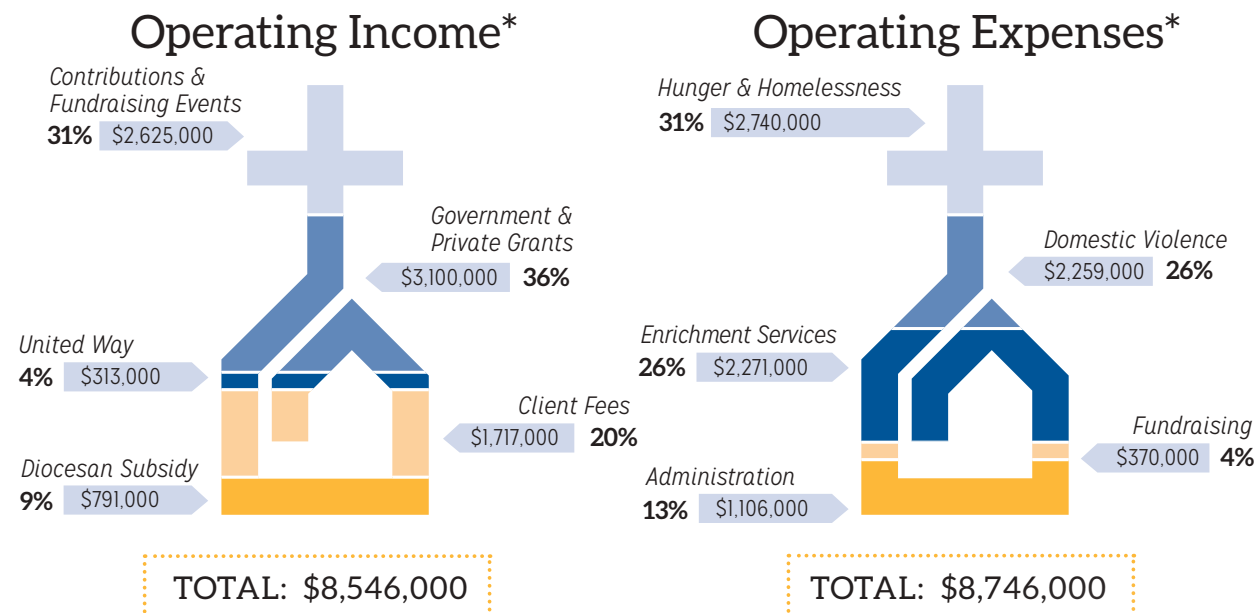 Operating Income*
Contributions &
Fundraising Events
31% $2,625,000
Government &
Private Grants
$3,100,000 36%
United Way
4% $313,000
Client Fees
$1,717,000 20%
Diocesan Subsidy
9% $791,000
TOTAL: $8,546,000
Operating Expenses*
Hunger & Homelessness
31% $2,740,000
Domestic Violence
$2,259,000 26%
Enrichment Services
26% $2,271,000
Fundraising
$370,000 4%
Administration
13% $1,106,000
TOTAL: $8,746,000